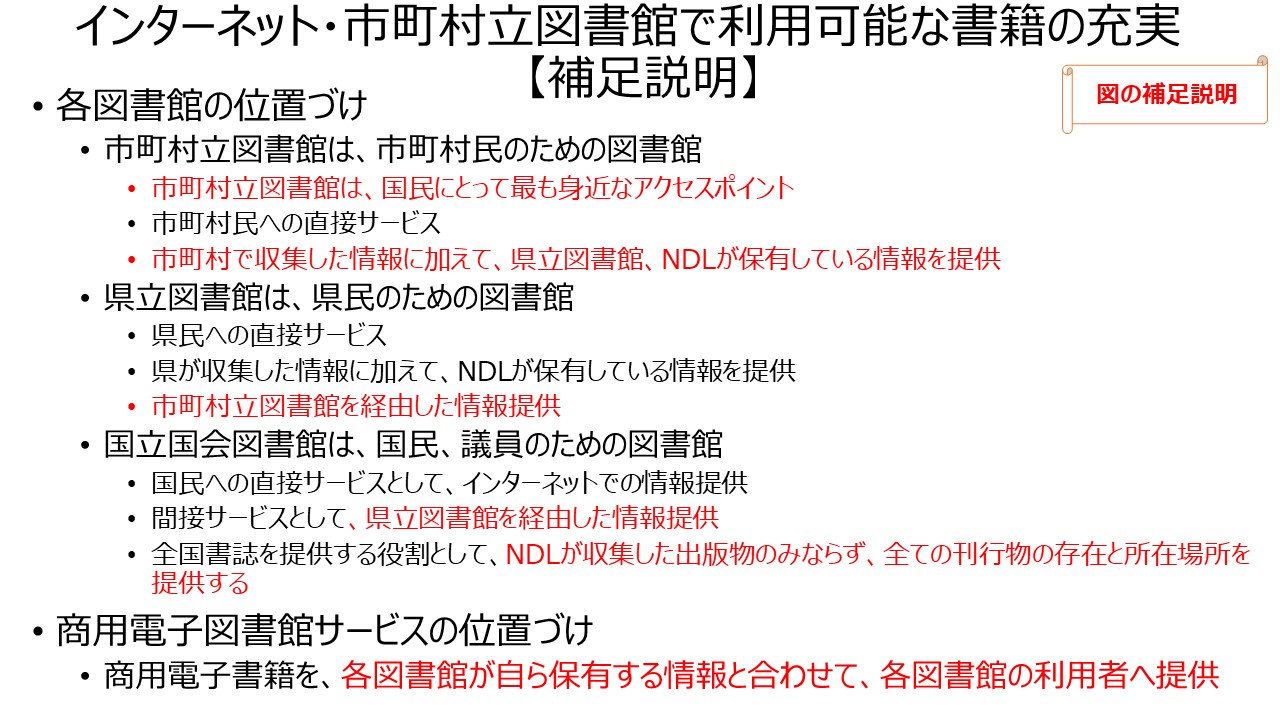 インターネット・市町村立図書館で利用可能な書籍の充実
【補足説明】
図の補足説明
• 各図書館の位置づけ
• 市町村立図書館は、市町村民のための図書館
• 市町村立図書館は、国民にとって最も身近なアクセスポイント
• 市町村民への直接サービス
• 市町村で収集した情報に加えて、県立図書館、NDLが保有している情報を提供
• 県立図書館は、県民のための図書館
• 県民への直接サービス
• 県が収集した情報に加えて、NDLが保有している情報を提供
• 市町村立図書館を経由した情報提供
• 国立国会図書館は、国民、議員のための図書館
• 国民への直接サービスとして、インターネットでの情報提供
• 間接サービスとして、県立図書館を経由した情報提供
• 全国書誌を提供する役割として、NDLが収集した出版物のみならず、全ての刊行物の存在と所在場所を
提供する
• 商用電子図書館サービスの位置づけ
• 商用電子書籍を、各図書館が自ら保有する情報と合わせて、各図書館の利用者へ提供